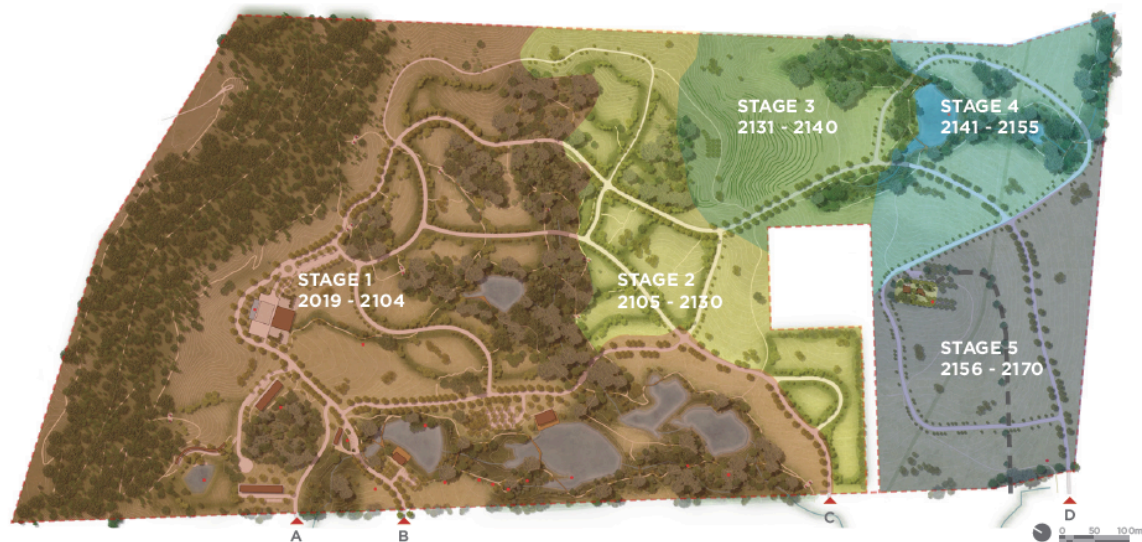 STAGE 3
2131 - 2140
STAGE 4
2141 - 2155
STAGE 1
2019 - 2104
STAGE 2
2105 - 2130
STAGE 5
2156 - 2170
A
B
C
D
0 50 100m